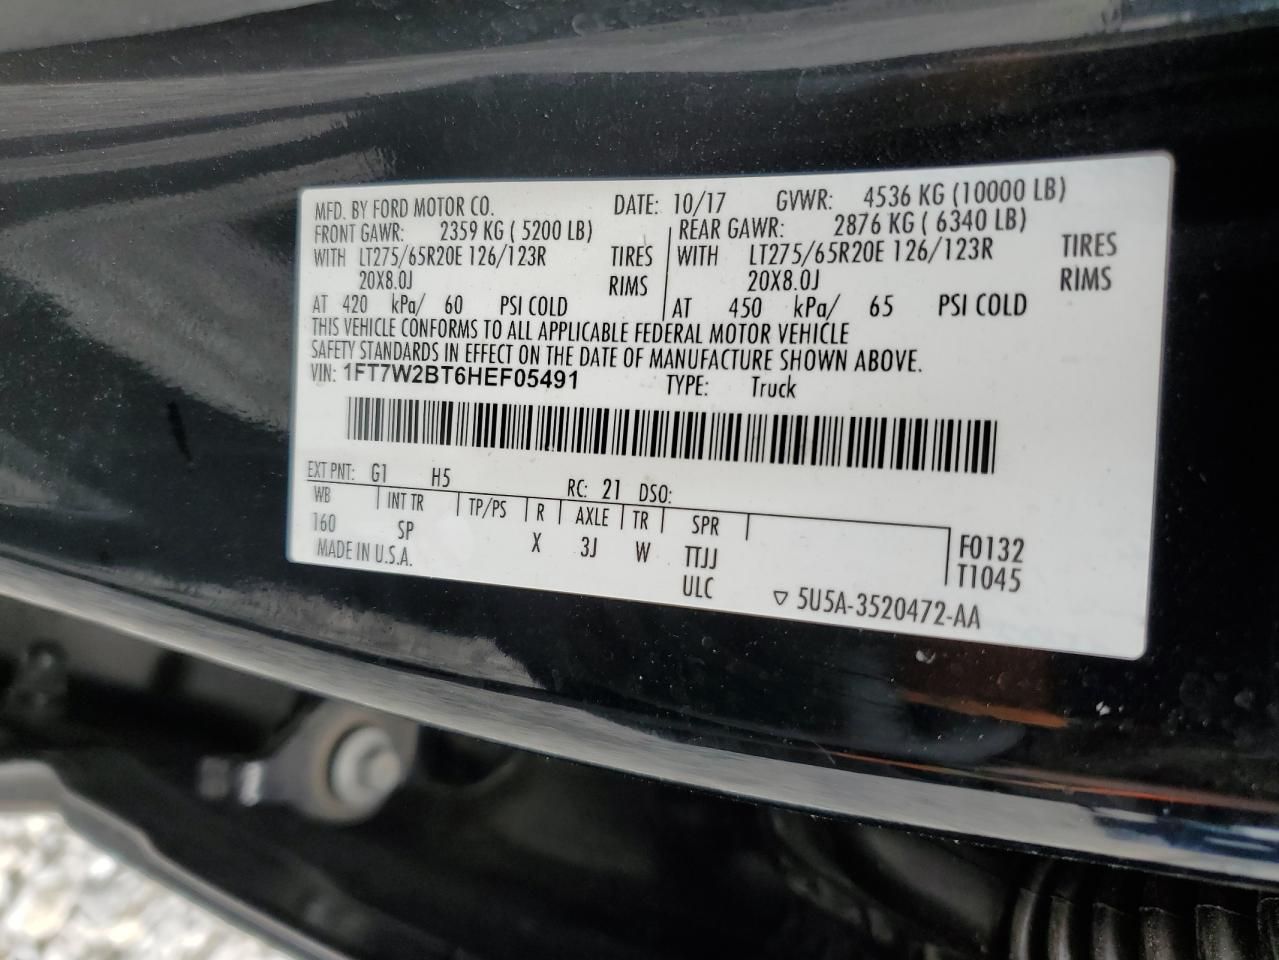 MFD. BY FORD MOTOR CO. DATE: 10/17 GVWR: 4536 KG (10000 LB)
FRONT GAWR: 2359 KG ( 5200 LB) REAR GAWR: 2876 KG ( 6340 LB)
WITH LT275/65R20E 126/123R TIRES WITH LT275/65R20E 126/123R TIRES
20X8.0J RIMS 20X8.0J RIMS
AT 420 kPa/ 60 PSI COLD AT 450 kPa/ 65 PSI COLD
THIS VEHICLE CONFORMS TO ALL APPLICABLE FEDERAL MOTOR VEHICLE
SAFETY STANDARDS IN EFFECT ON THE DATE OF MANUFACTURE SHOWN ABOVE.
VIN: 1FT7W2BT6HEF05491 TYPE: Truck
EXT PNT: G1 H5 RC: 21 DSO:
WB INT TR TP/PS R AXLE TR SPR
160 SP X 3J W TTJJ F0132
MADE IN U.S.A. ULC T1045
▽ 5U5A-3520472-AA